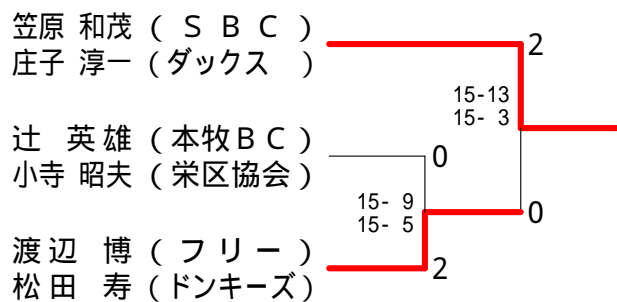 笠原 和茂 ( ＳＢＣ )
庄子 淳一 (ダックス )
2
15-13
15- 3
辻 英雄 (本牧ＢＣ)
小寺 昭夫 (栄区協会)
0
15- 9
15- 5
0
渡辺 博 ( フリー )
松田 寿 (ドンキーズ)
2